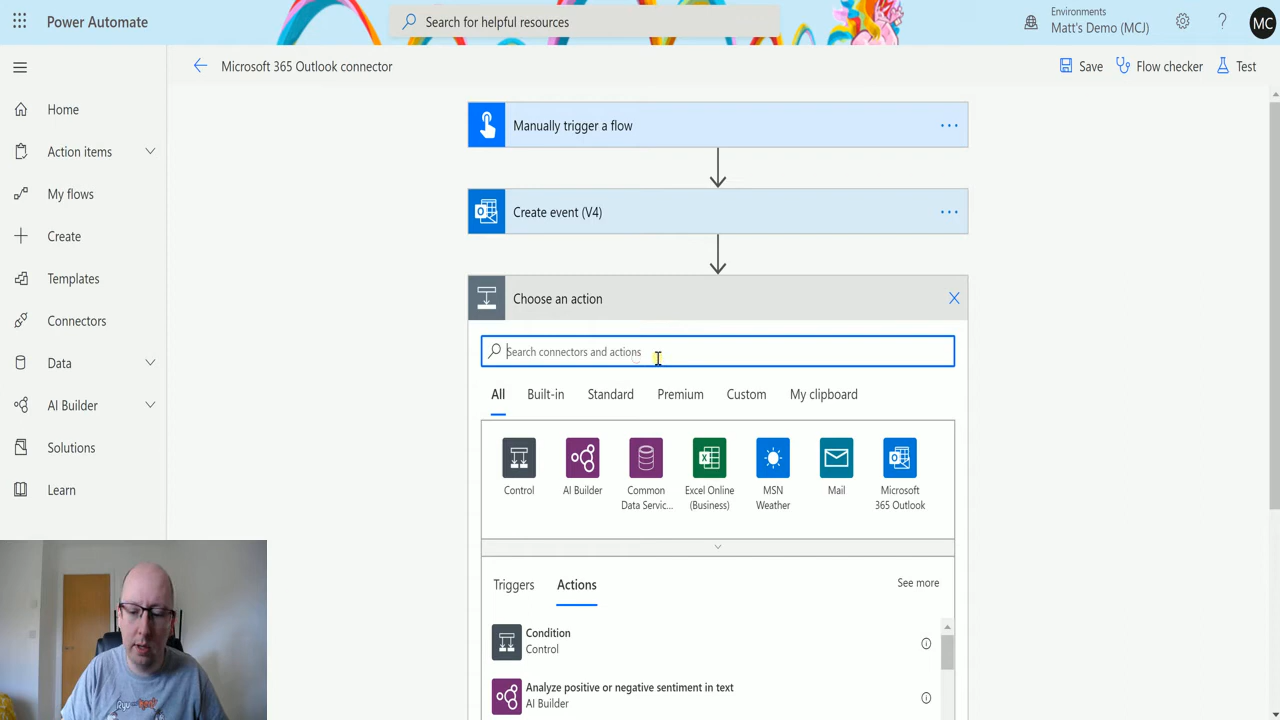 Power Automate
Search for helpful resources
Environments
Matt's Demo (MCJ)
MC
Microsoft 365 Outlook connector
Save
Flow checker
Test
Home
Action items
My flows
Create
Templates
Connectors
Data
AI Builder
Solutions
Learn
Manually trigger a flow
Create event (V4)
Choose an action
Search connectors and actions
All
Built-in
Standard
Premium
Custom
My clipboard
Control
AI Builder
Common
Data Servic...
Excel Online
(Business)
MSN
Weather
Mail
Microsoft
365 Outlook
Triggers
Actions
See more
Condition
Control
Analyze positive or negative sentiment in text
AI Builder